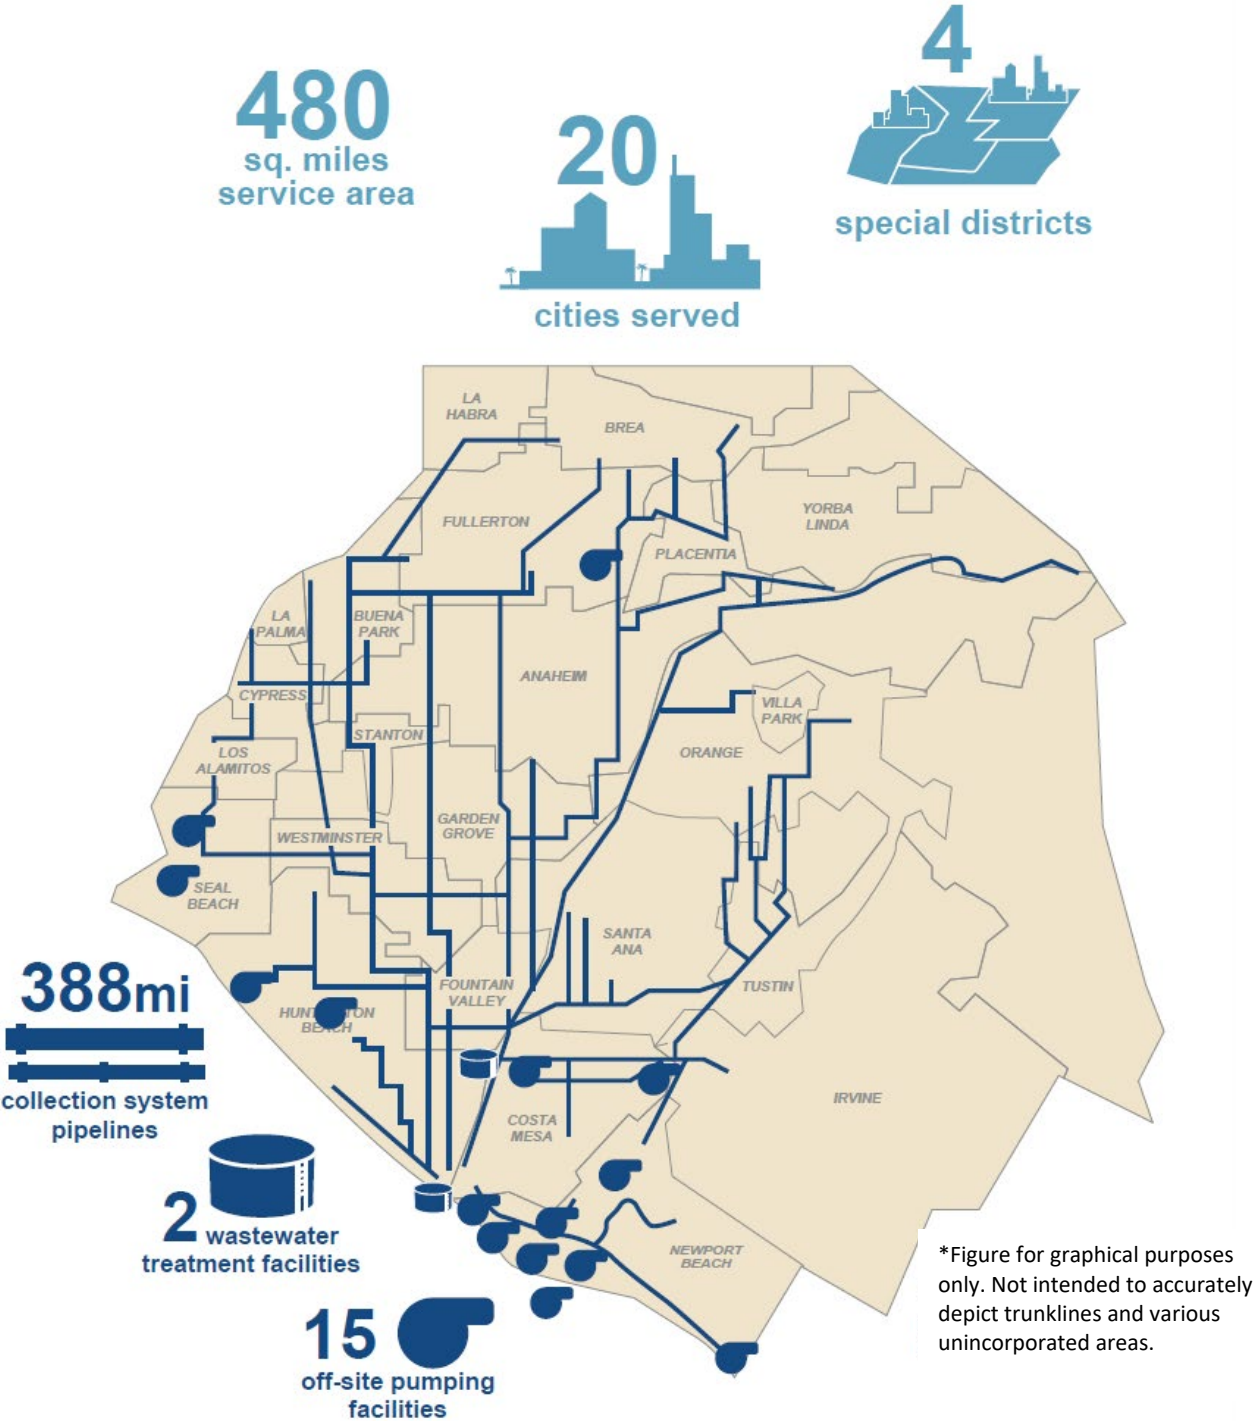 4
480
sq. miles
service area
20
special districts
cities served
LA
HABRA
BREA
FULLERTON
YORBA
LINDA
PLACENTIA
LA
PALMA
BUENA
PARK
ANAHEIM
CYPRESS
VILLA
PARK
STANTON
ORANGE
LOS
ALAMITOS
GARDEN
GROVE
WESTMINSTER
SEAL
BEACH
SANTA
ANA
388mi
FOUNTAIN
VALLEY
TUSTIN
HUNTINGTON
BEACH
collection system
pipelines
IRVINE
COSTA
MESA
2 wastewater
treatment facilities
NEWPORT
BEACH
*Figure for graphical purposes
only. Not intended to accurately
depict trunklines and various
unincorporated areas.
15
off-site pumping
facilities